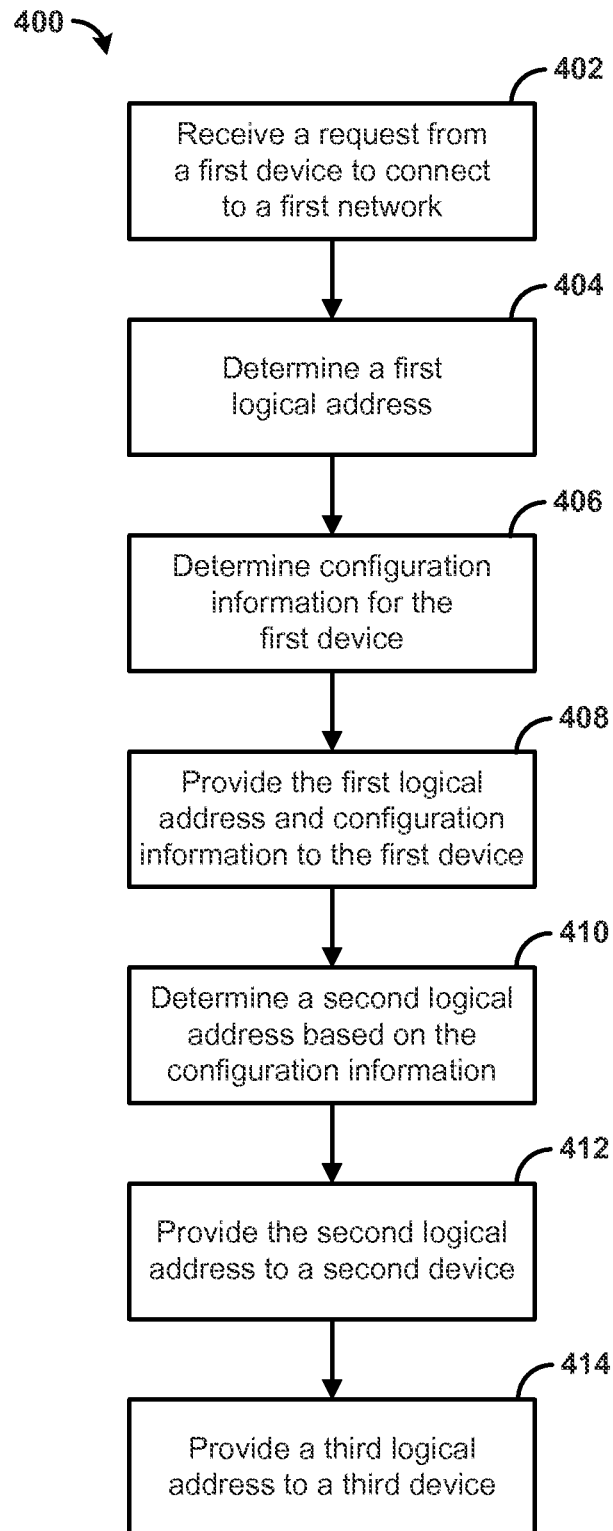 400
402
Receive a request from
a first device to connect
to a first network
404
Determine a first
logical address
406
Determine configuration
information for the
first device
408
Provide the first logical
address and configuration
information to the first device
410
Determine a second logical
address based on the
configuration information
412
Provide the second logical
address to a second device
414
Provide a third logical
address to a third device